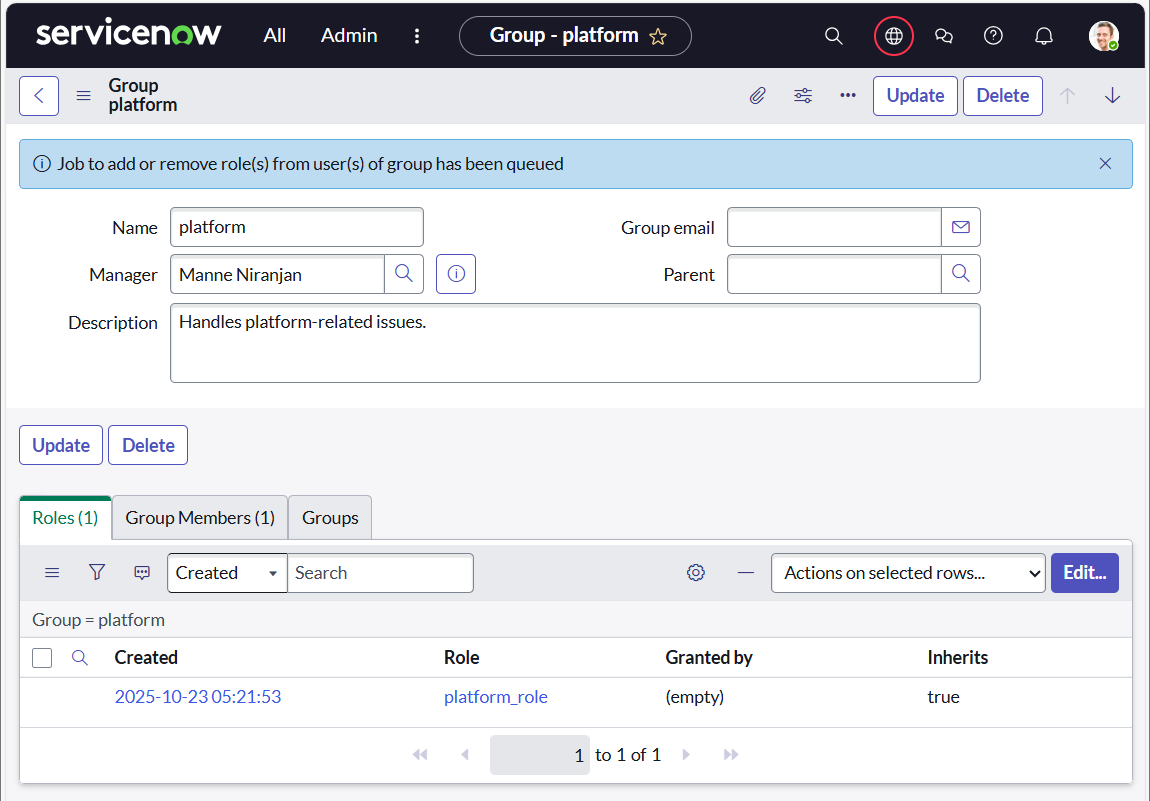 servicenow All Admin Group - platform
Group
platform
Update Delete
Job to add or remove role(s) from user(s) of group has been queued
Name platform Group email
Manager Manne Niranjan Parent
Description Handles platform-related issues.
Update Delete
Roles (1) Group Members (1) Groups
Created Search Actions on selected rows... Edit...
Group = platform
Created Role Granted by Inherits
2025-10-23 05:21:53 platform_role (empty) true
1 to 1 of 1